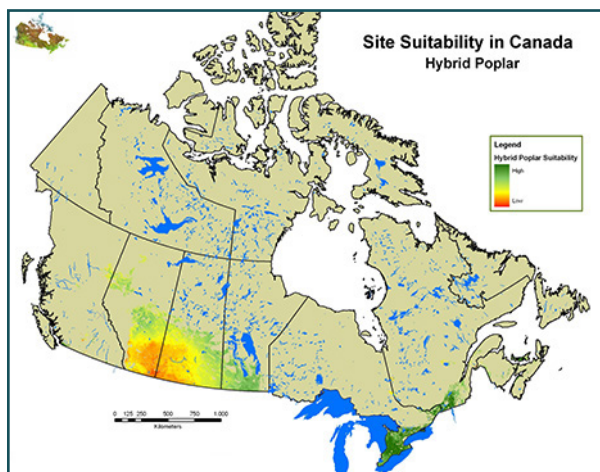 Site Suitability in Canada
Hybrid Poplar
Legend
Hybrid Poplar Suitability
High
Low
0 125 250 500 750 1,000
Kilometers